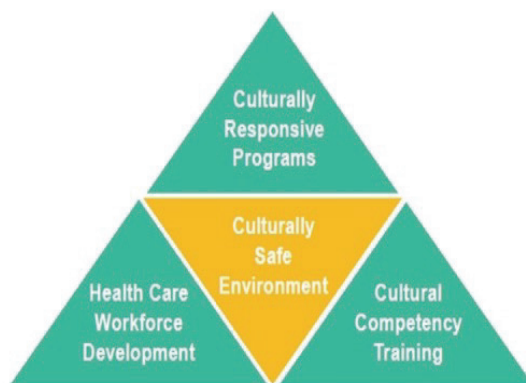 Culturally
Responsive
Programs
Culturally
Safe
Environment
Health Care
Workforce
Development
Cultural
Competency
Training